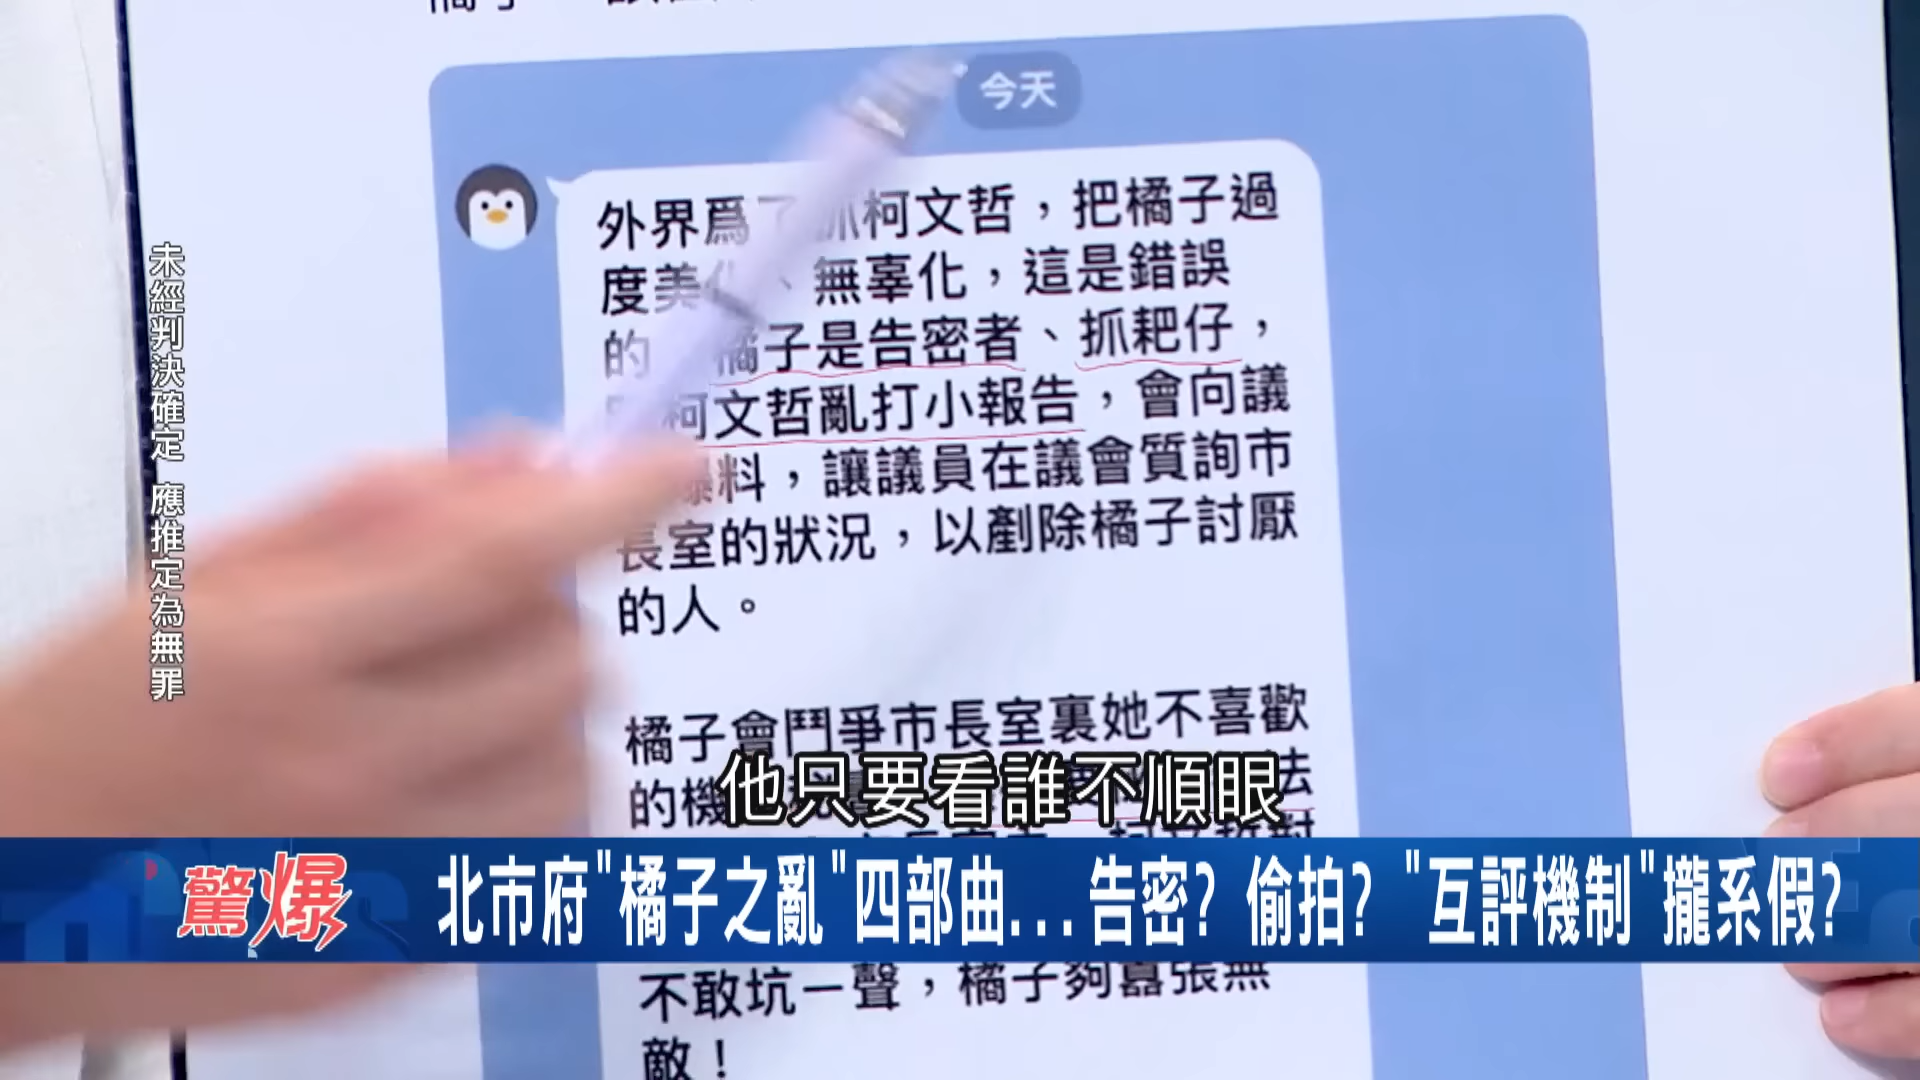 今天
外界爲了抓柯文哲，把橘子過
度美化、無辜化，這是錯誤
的 橘子是告密者、抓耙仔，
柯文哲亂打小報告，會向議
爆料，讓議員在議會質詢市
長室的狀況，以剷除橘子討厭
的人。
橘子會鬥爭市長室裏她不喜歡
的機 法
他只要看誰不順眼
未經判決確定 應推定為無罪
驚爆
北市府"橘子之亂"四部曲...告密? 偷拍? "互評機制"攏系假?
不敢坑一聲，橘子夠囂張無
敵！